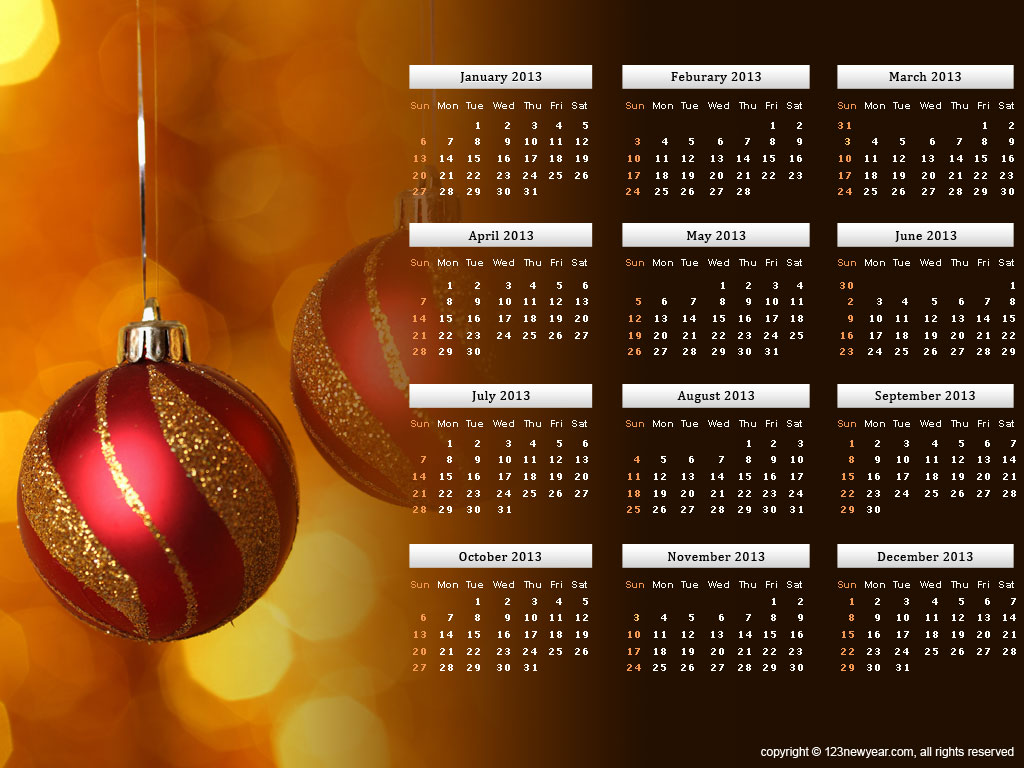 January 2013
Sun Mon Tue Wed Thu Fri Sat
1 2 3 4 5
6 7 8 9 10 11 12
13 14 15 16 17 18 19
20 21 22 23 24 25 26
27 28 29 30 31
Feburary 2013
Sun Mon Tue Wed Thu Fri Sat
1 2
3 4 5 6 7 8 9
10 11 12 13 14 15 16
17 18 19 20 21 22 23
24 25 26 27 28
March 2013
Sun Mon Tue Wed Thu Fri Sat
31 1 2
3 4 5 6 7 8 9
10 11 12 13 14 15 16
17 18 19 20 21 22 23
24 25 26 27 28 29 30
April 2013
Sun Mon Tue Wed Thu Fri Sat
1 2 3 4 5 6
7 8 9 10 11 12 13
14 15 16 17 18 19 20
21 22 23 24 25 26 27
28 29 30
May 2013
Sun Mon Tue Wed Thu Fri Sat
1 2 3 4
5 6 7 8 9 10 11
12 13 14 15 16 17 18
19 20 21 22 23 24 25
26 27 28 29 30 31
June 2013
Sun Mon Tue Wed Thu Fri Sat
30 1
2 3 4 5 6 7 8
9 10 11 12 13 14 15
16 17 18 19 20 21 22
23 24 25 26 27 28 29
July 2013
Sun Mon Tue Wed Thu Fri Sat
1 2 3 4 5 6
7 8 9 10 11 12 13
14 15 16 17 18 19 20
21 22 23 24 25 26 27
28 29 30 31
August 2013
Sun Mon Tue Wed Thu Fri Sat
1 2 3
4 5 6 7 8 9 10
11 12 13 14 15 16 17
18 19 20 21 22 23 24
25 26 27 28 29 30 31
September 2013
Sun Mon Tue Wed Thu Fri Sat
1 2 3 4 5 6 7
8 9 10 11 12 13 14
15 16 17 18 19 20 21
22 23 24 25 26 27 28
29 30
October 2013
Sun Mon Tue Wed Thu Fri Sat
1 2 3 4 5
6 7 8 9 10 11 12
13 14 15 16 17 18 19
20 21 22 23 24 25 26
27 28 29 30 31
November 2013
Sun Mon Tue Wed Thu Fri Sat
1 2
3 4 5 6 7 8 9
10 11 12 13 14 15 16
17 18 19 20 21 22 23
24 25 26 27 28 29 30
December 2013
Sun Mon Tue Wed Thu Fri Sat
1 2 3 4 5 6 7
8 9 10 11 12 13 14
15 16 17 18 19 20 21
22 23 24 25 26 27 28
29 30 31
copyright © 123newyear.com, all rights reserved